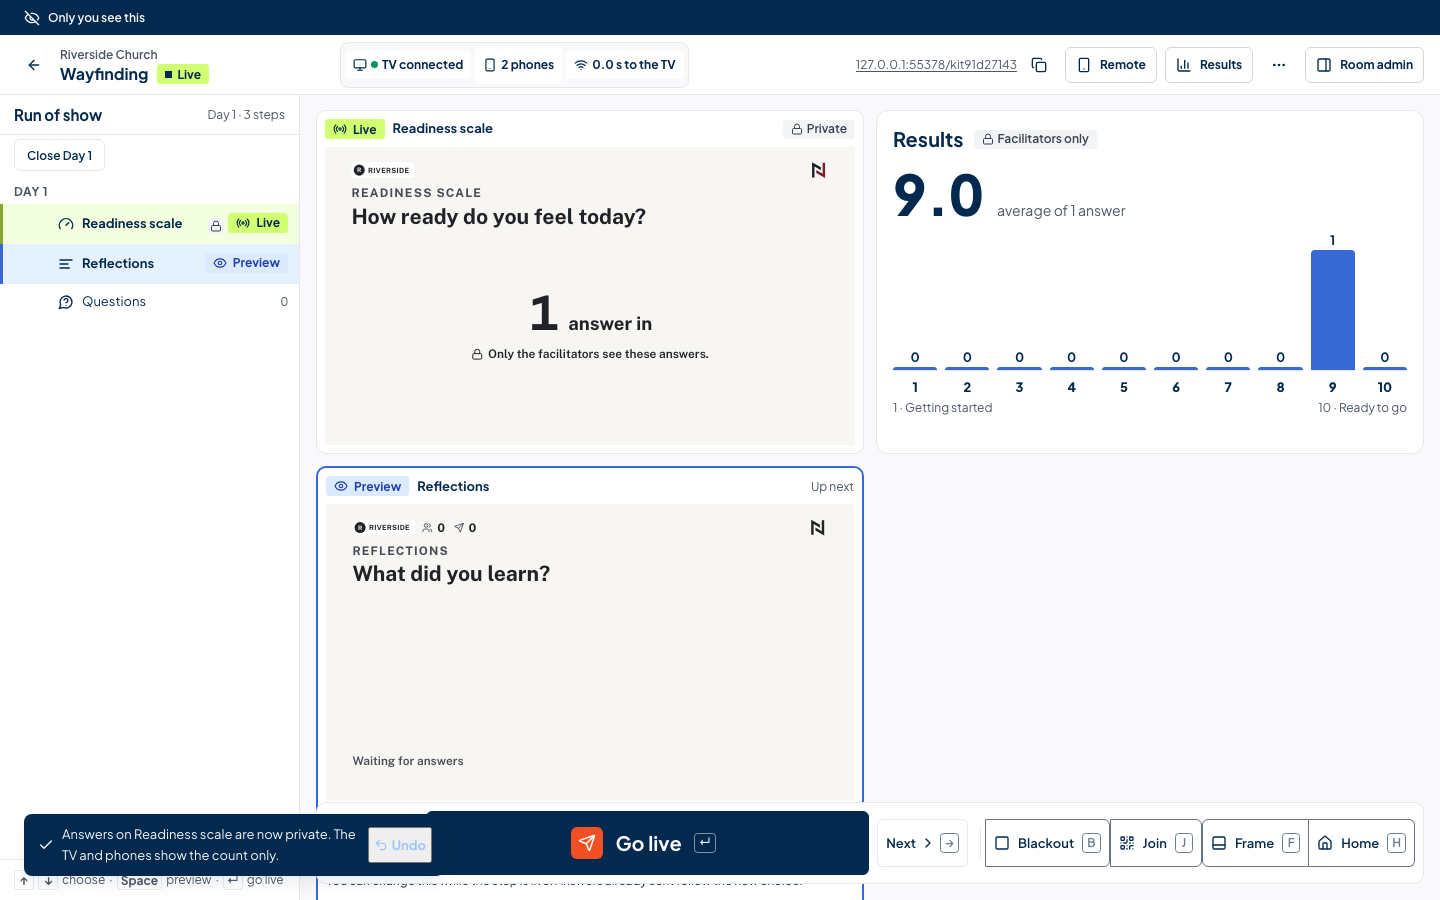 Only you see this
Riverside Church
Wayfinding
Live
TV connected
2 phones
0.0 s to the TV
127.0.0.1:55378/kit91d27143
Remote
Results
Room admin
Run of show
Day 1 · 3 steps
Close Day 1
DAY 1
Readiness scale
Live
Reflections
Preview
Questions
0
Live
Readiness scale
Private
R RIVERSIDE
READINESS SCALE
How ready do you feel today?
1 answer in
Only the facilitators see these answers.
Results
Facilitators only
9.0 average of 1 answer
1
0 0 0 0 0 0 0 0 0
1 2 3 4 5 6 7 8 9 10
1 · Getting started
10 · Ready to go
Preview
Reflections
Up next
R RIVERSIDE 0 0
REFLECTIONS
What did you learn?
Waiting for answers
Answers on Readiness scale are now private. The
TV and phones show the count only.
Undo
Go live
Next
Blackout B
Join J
Frame F
Home H
choose · Space preview · go live